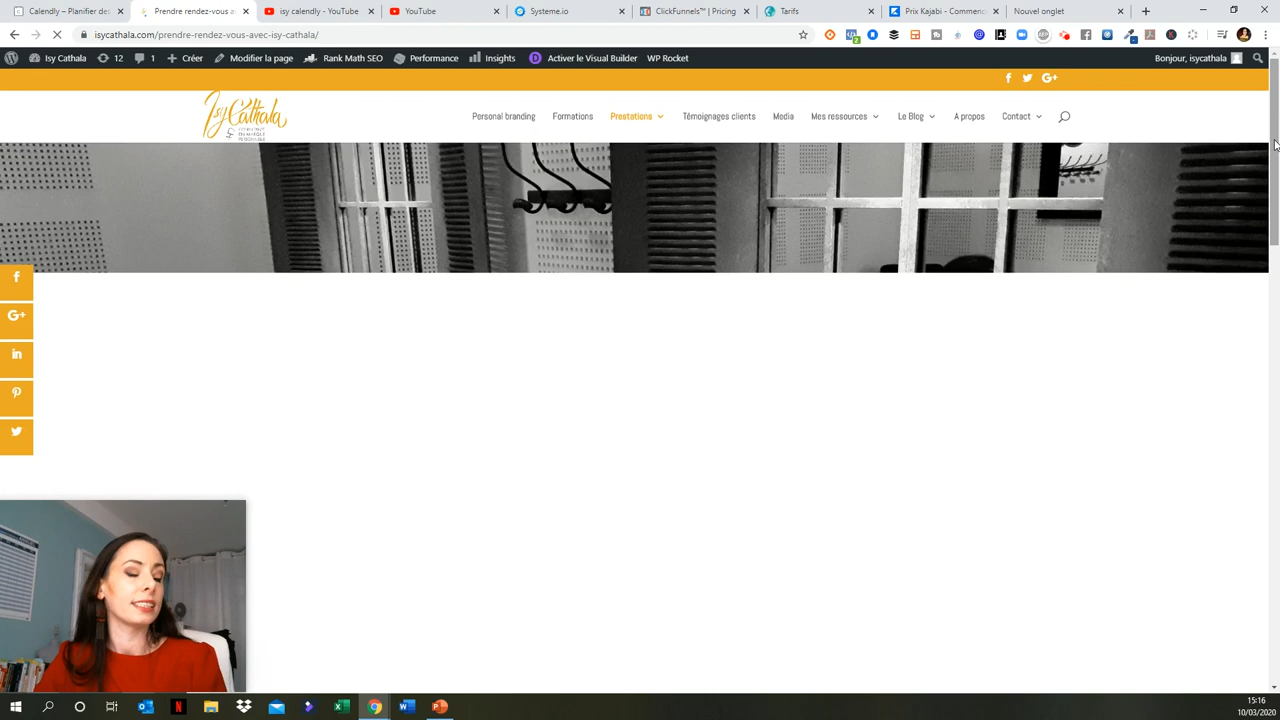 Calendly – Planifier des
Prendre rendez-vous a
isy calendly - YouTube
YouTube
Systeme.io
ClickFunnels™ | Pricing
Tarifs
Prix Kajabi - Commenc
Nouvel onglet
isycathala.com/prendre-rendez-vous-avec-isy-cathala/
Isy Cathala
12
1
Créer
Modifier la page
Rank Math SEO
Performance
Insights
Activer le Visual Builder
WP Rocket
Bonjour, isycathala
Isy Cathala
Personal branding
Formations
Prestations
Témoignages clients
Media
Mes ressources
Le Blog
A propos
Contact
15:16
10/03/2020